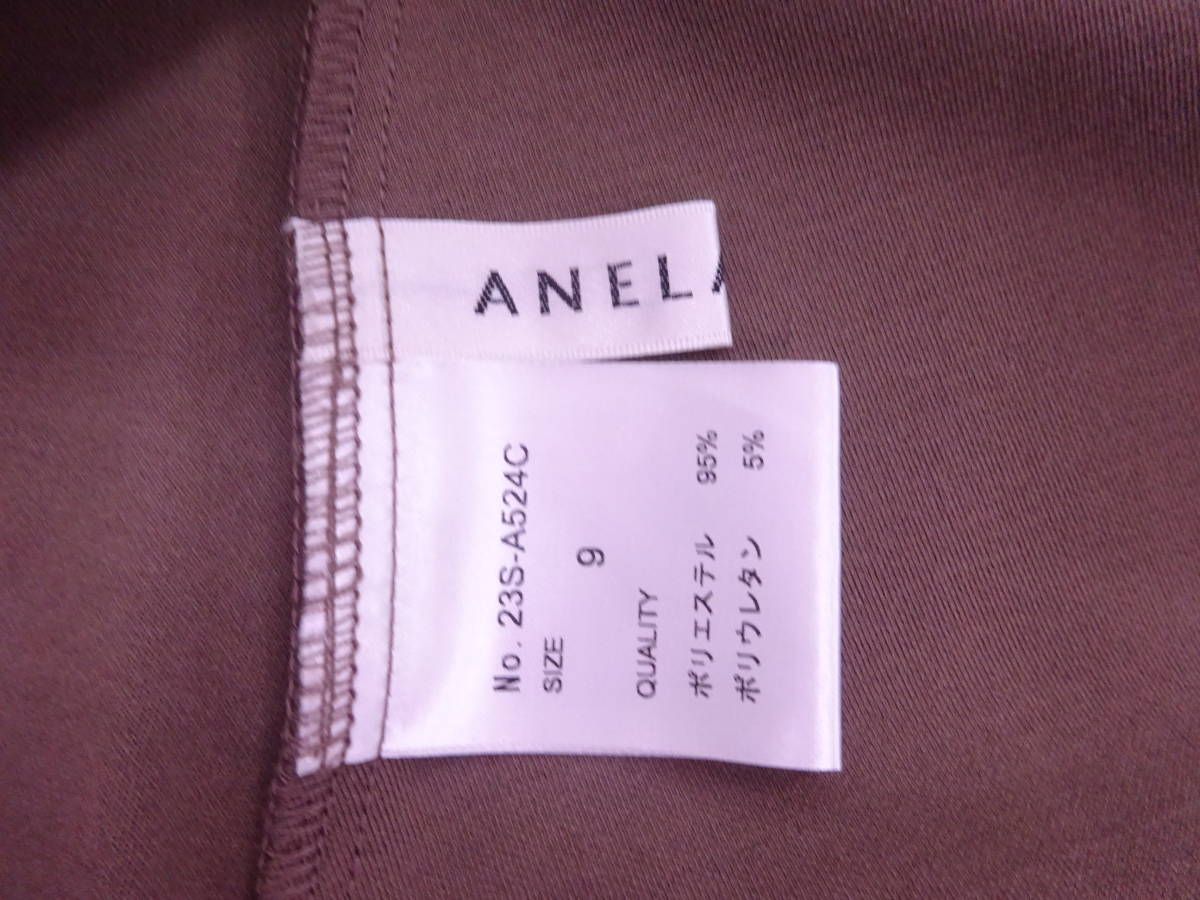 ANEL
No. 23S-A524C
SIZE
9
QUALITY
ポリエステル 95%
ポリウレタン 5%